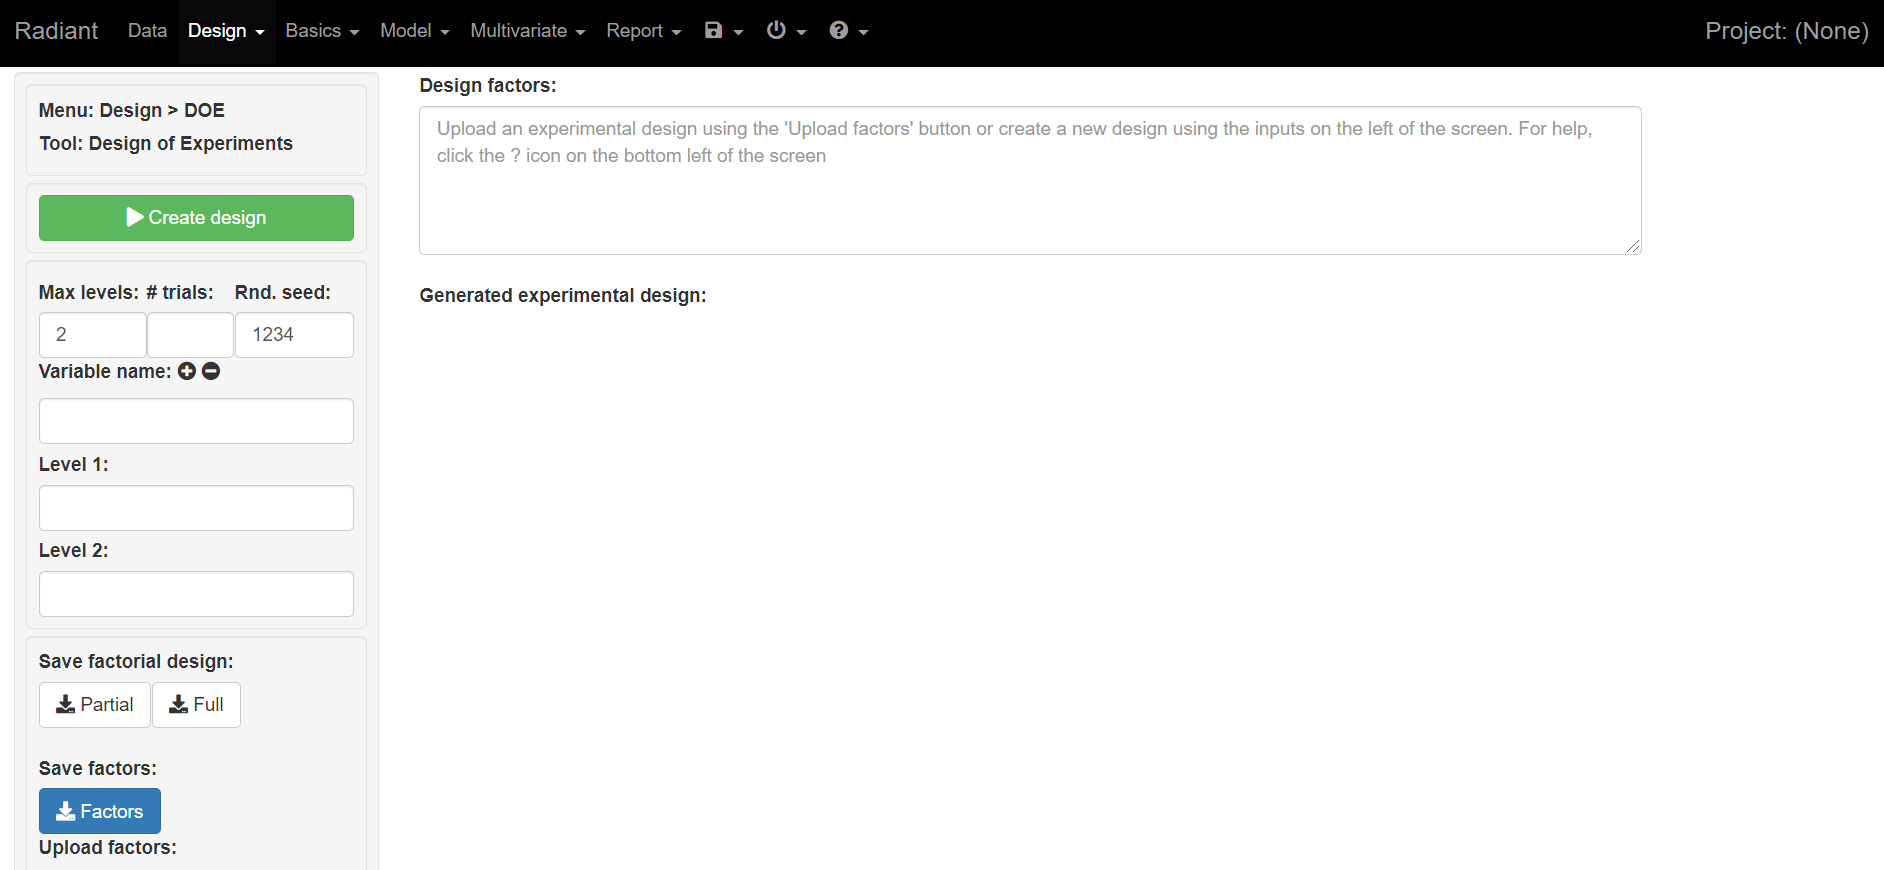 Radiant Data Design Basics Model Multivariate Report Project: (None)
Menu: Design > DOE
Tool: Design of Experiments
Create design
Max levels: # trials: Rnd. seed:
2 1234
Variable name:
Level 1:
Level 2:
Save factorial design:
Partial Full
Save factors:
Factors
Upload factors:
Design factors:
Upload an experimental design using the 'Upload factors' button or create a new design using the inputs on the left of the screen. For help,
click the ? icon on the bottom left of the screen
Generated experimental design: